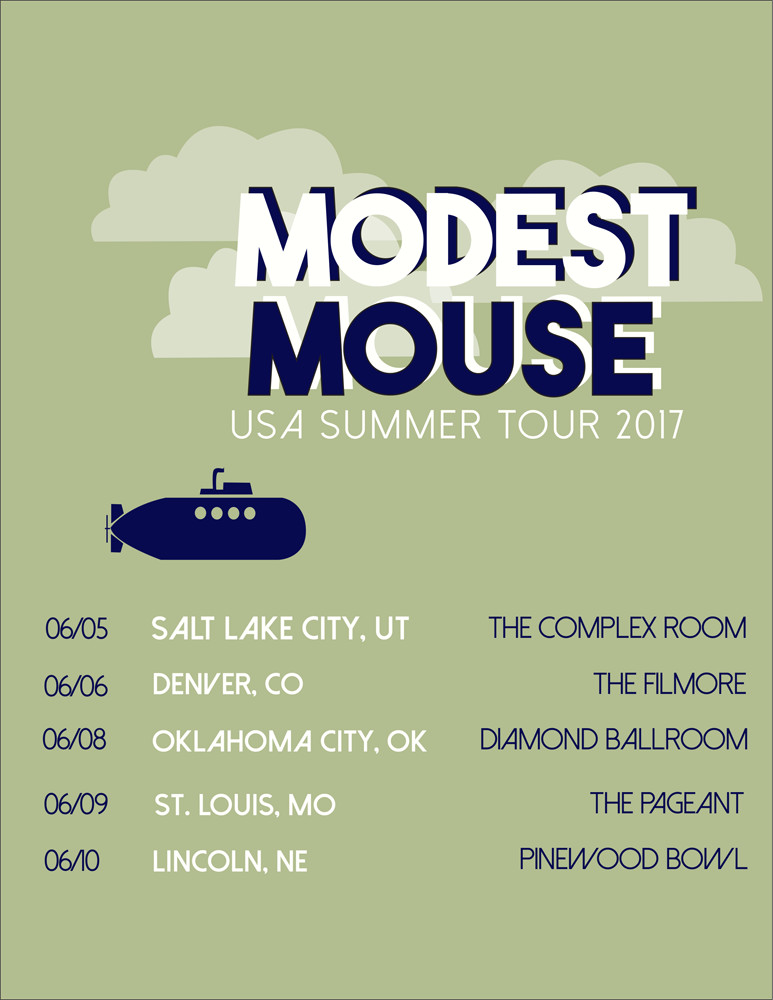 MODEST
MOUSE
USA SUMMER TOUR 2017
06/05 SALT LAKE CITY, UT THE COMPLEX ROOM
06/06 DENVER, CO THE FILMORE
06/08 OKLAHOMA CITY, OK DIAMOND BALLROOM
06/09 ST. LOUIS, MO THE PAGEANT
06/10 LINCOLN, NE PINEWOOD BOWL